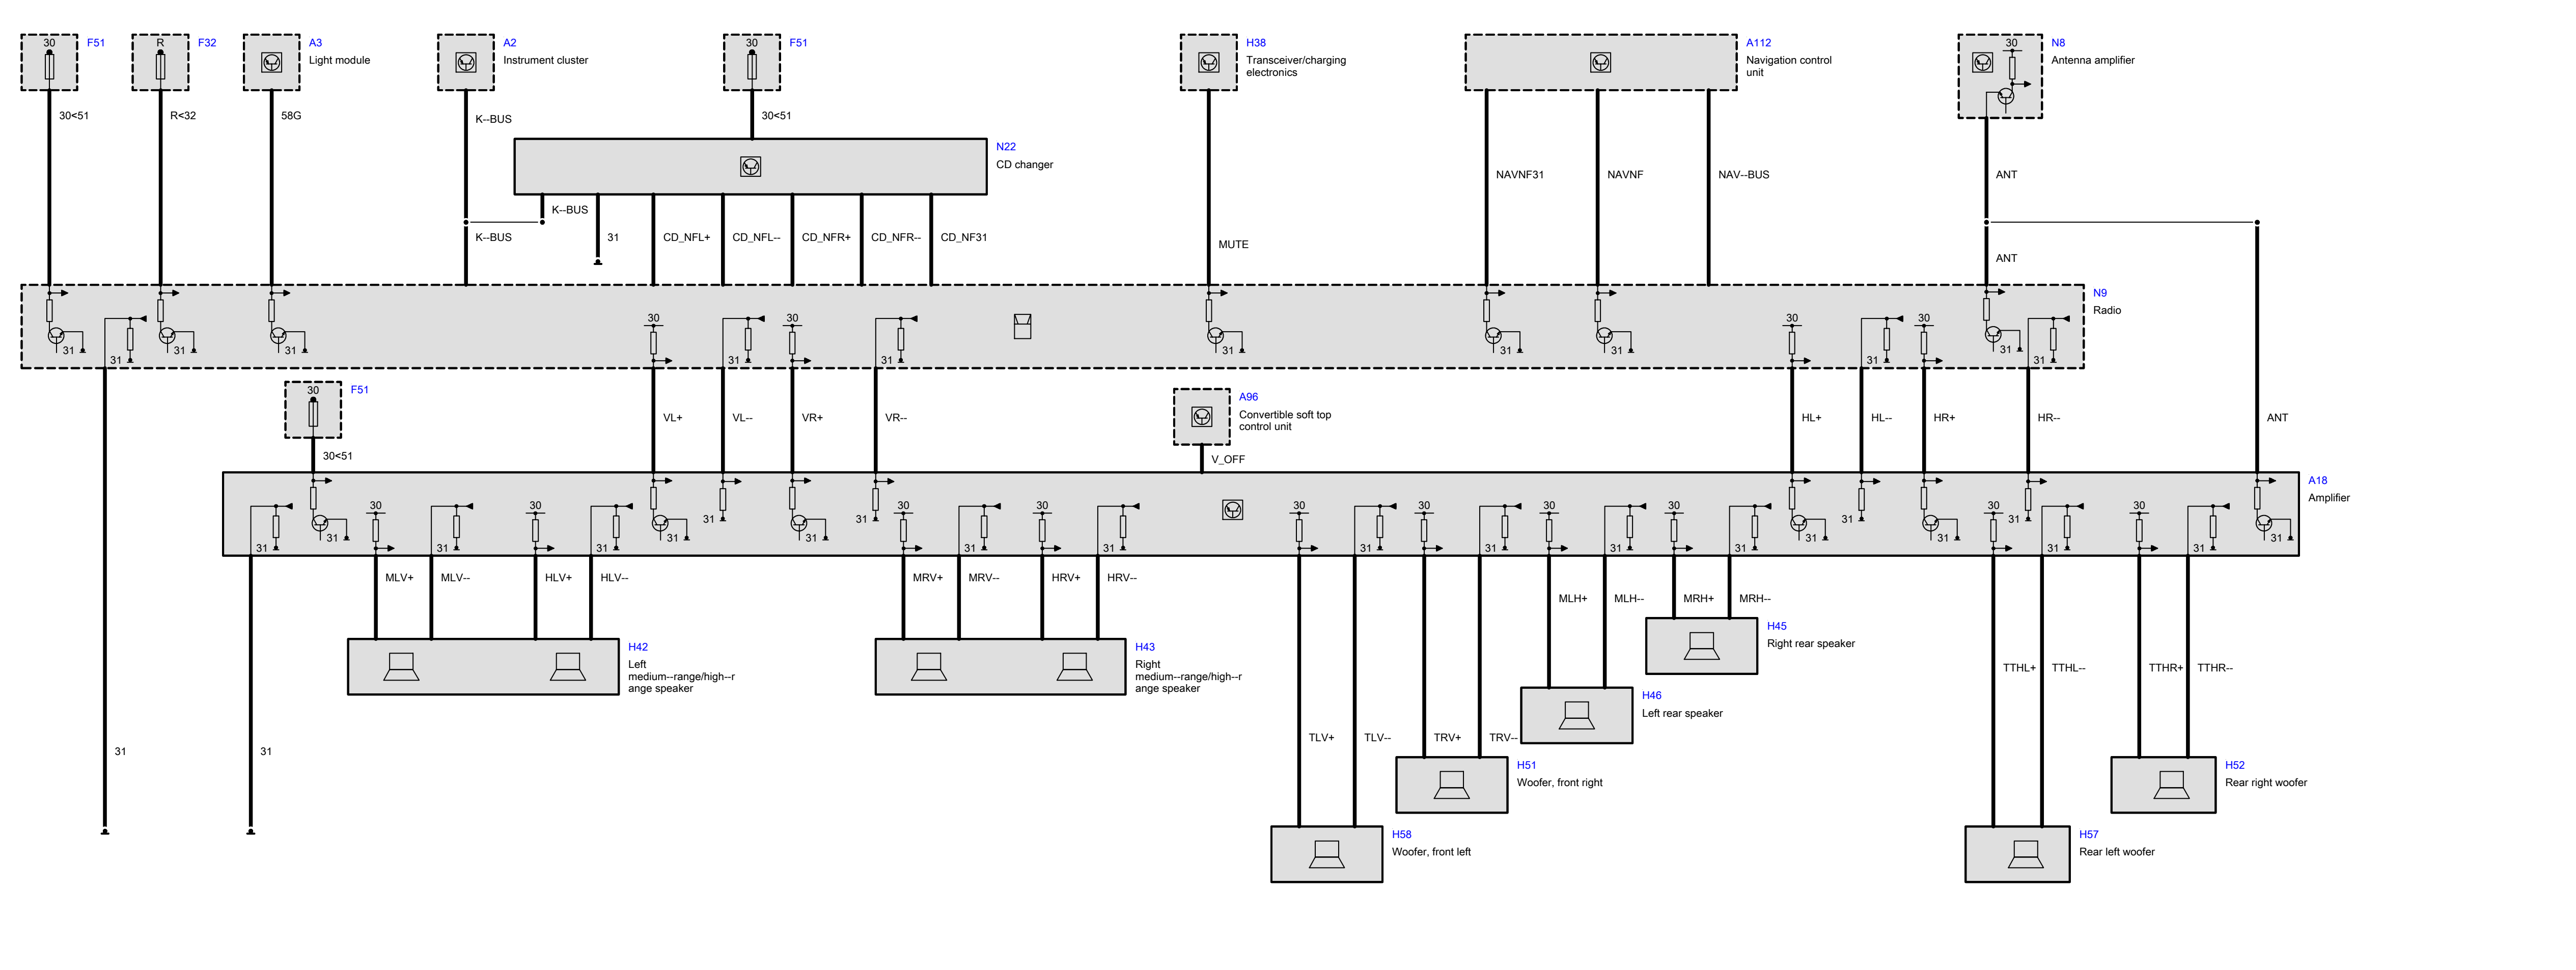 30 F51
R F32
A3
Light module
A2
Instrument cluster
30 F51
H38
Transceiver/charging
electronics
A112
Navigation control
unit
30 N8
Antenna amplifier
30<51
R<32
58G
K--BUS
30<51
N22
CD changer
NAVNF31
NAVNF
NAV--BUS
ANT
K--BUS
K--BUS
31
CD_NFL+
CD_NFL--
CD_NFR+
CD_NFR--
CD_NF31
MUTE
ANT
N9
Radio
31
31
31
31
30
31
30
31
31
31
31
30
31
30
31
31
30 F51
30<51
VL+
VL--
VR+
VR--
A96
Convertible soft top
control unit
V_OFF
HL+
HL--
HR+
HR--
ANT
A18
Amplifier
31
31
30
31
30
31
31
31
31
31
30
31
30
31
30
31
30
31
30
31
30
31
31
31
31
30
31
31
30
31
31
MLV+
MLV--
HLV+
HLV--
MRV+
MRV--
HRV+
HRV--
MLH+
MLH--
MRH+
MRH--
H42
Left
medium--range/high--r
ange speaker
H43
Right
medium--range/high--r
ange speaker
H45
Right rear speaker
TTHL+
TTHL--
TTHR+
TTHR--
H46
Left rear speaker
31
31
TLV+
TLV--
TRV+
TRV--
H51
Woofer, front right
H52
Rear right woofer
H58
Woofer, front left
H57
Rear left woofer